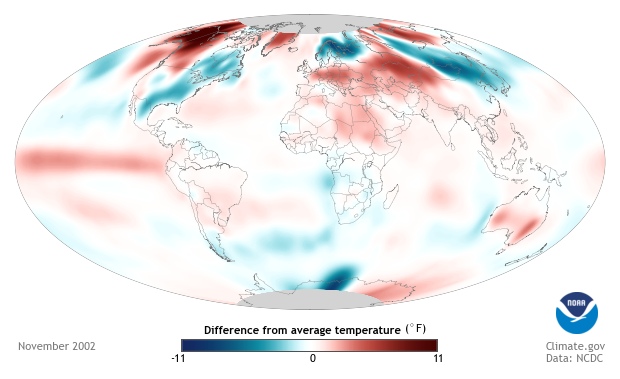 NOAA
Difference from average temperature (°F)
-11 0 11
November 2002
Climate.gov
Data: NCDC